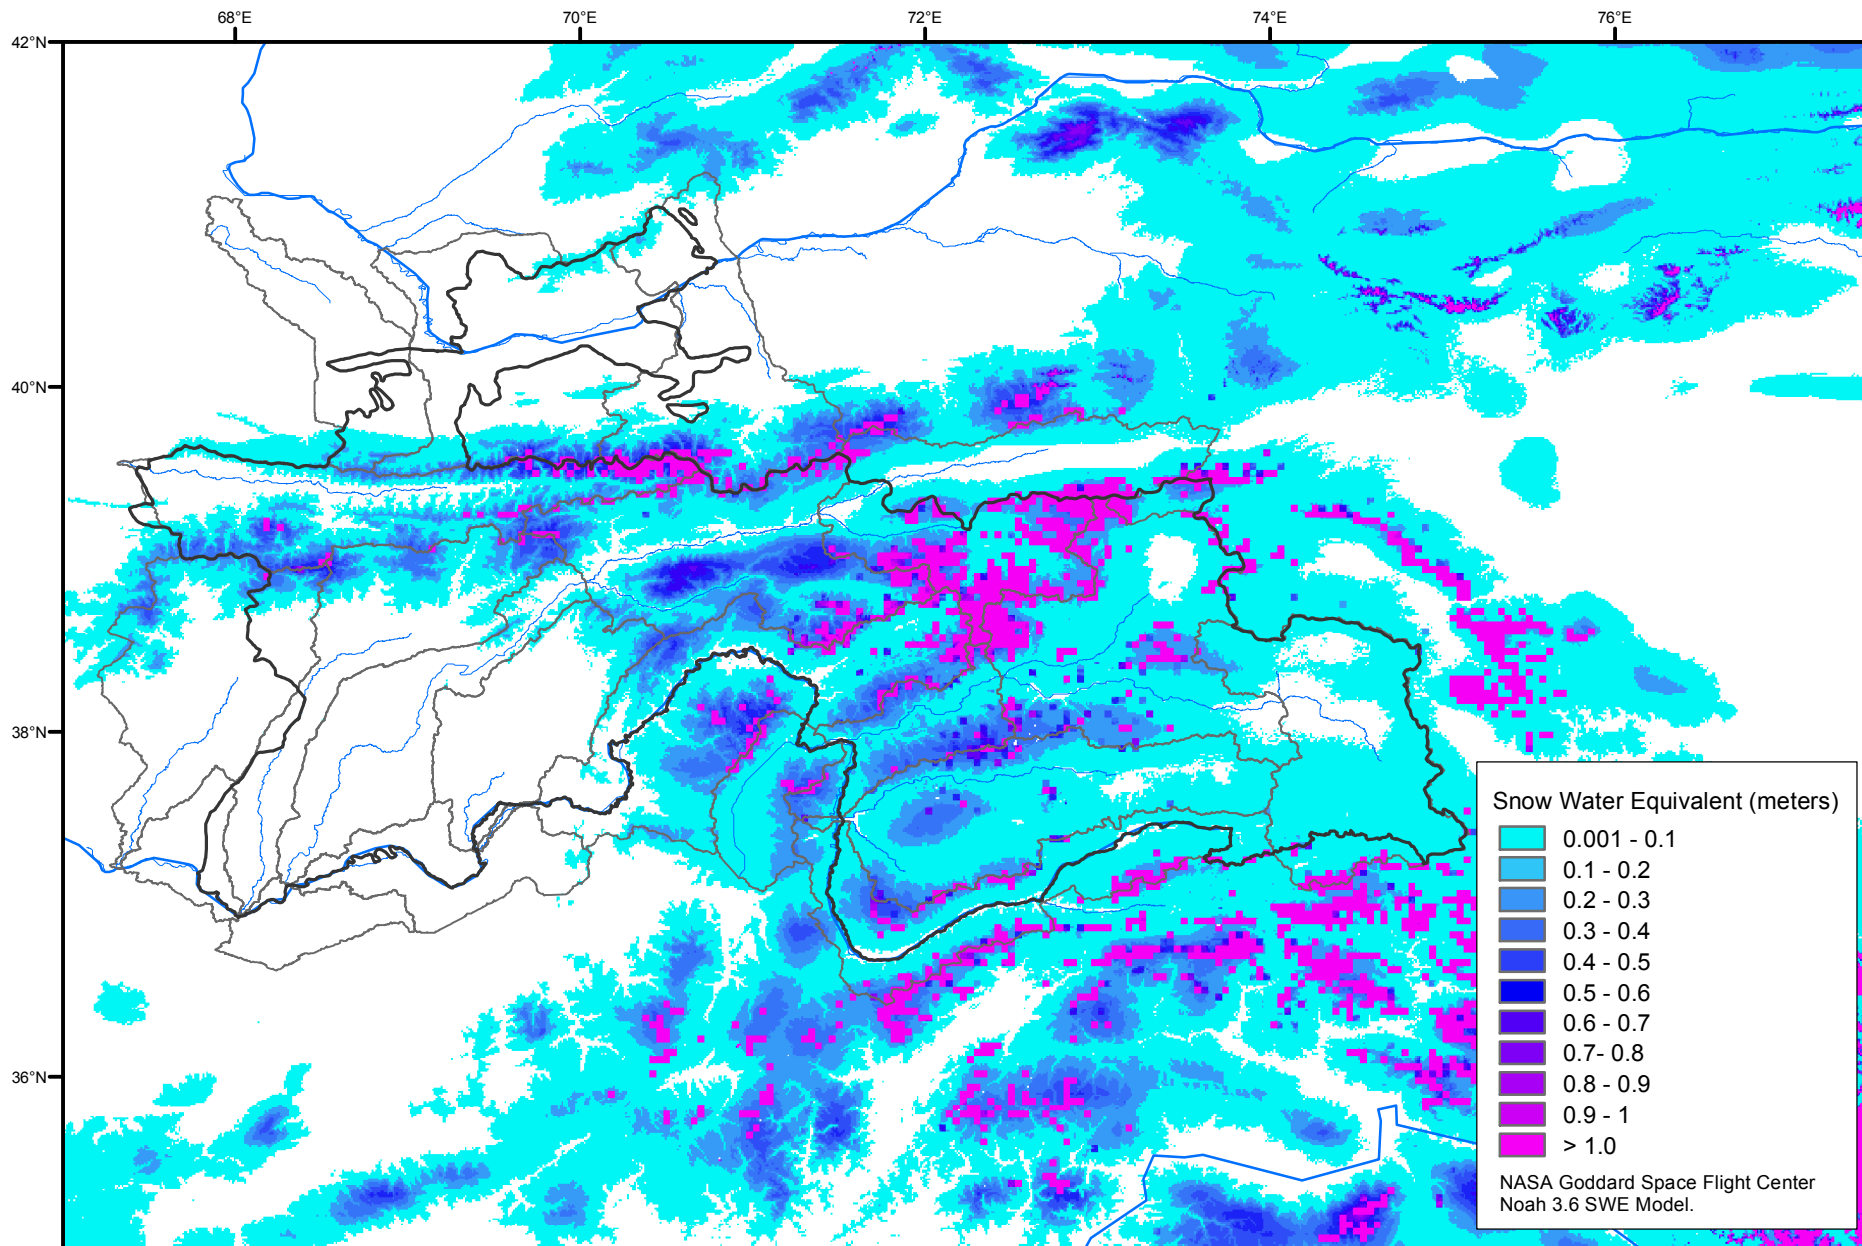 68°E
70°E
72°E
74°E
76°E
42°N
40°N
38°N
36°N
Snow Water Equivalent (meters)
0.001 - 0.1
0.1 - 0.2
0.2 - 0.3
0.3 - 0.4
0.4 - 0.5
0.5 - 0.6
0.6 - 0.7
0.7- 0.8
0.8 - 0.9
0.9 - 1
> 1.0
NASA Goddard Space Flight Center
Noah 3.6 SWE Model.